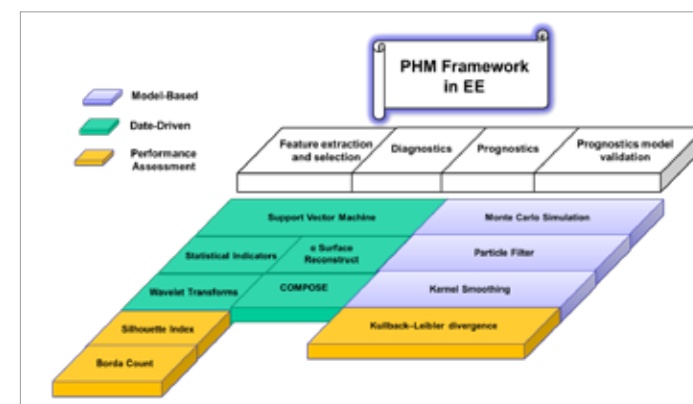 PHM Framework
in EE
Model-Based
Date-Driven
Performance
Assessment
Feature extraction
and selection
Diagnostics
Prognostics
Prognostics model
validation
Support Vector Machine
Monte Carlo Simulation
Statistical Indicators
α Surface
Reconstruct
Particle Filter
Wavelet Transforms
COMPOSE
Kernel Smoothing
Silhouette Index
Kullback–Leibler divergence
Borda Count